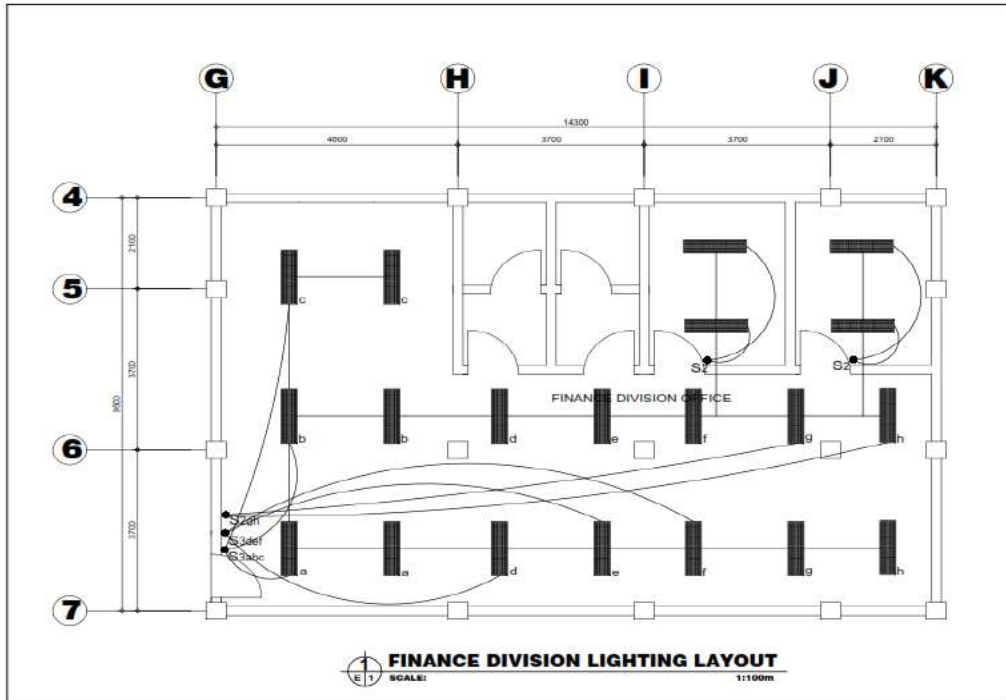 G H I J K
14300
4800 3700 3700 2100
4
2100
5
c c
S2 S2
3700
FINANCE DIVISION OFFICE
9500
b b d e f g h
6
S2gh
3700
S3def
S3abc
a a d e f g h
7
1
E 1
FINANCE DIVISION LIGHTING LAYOUT
SCALE: 1:100m